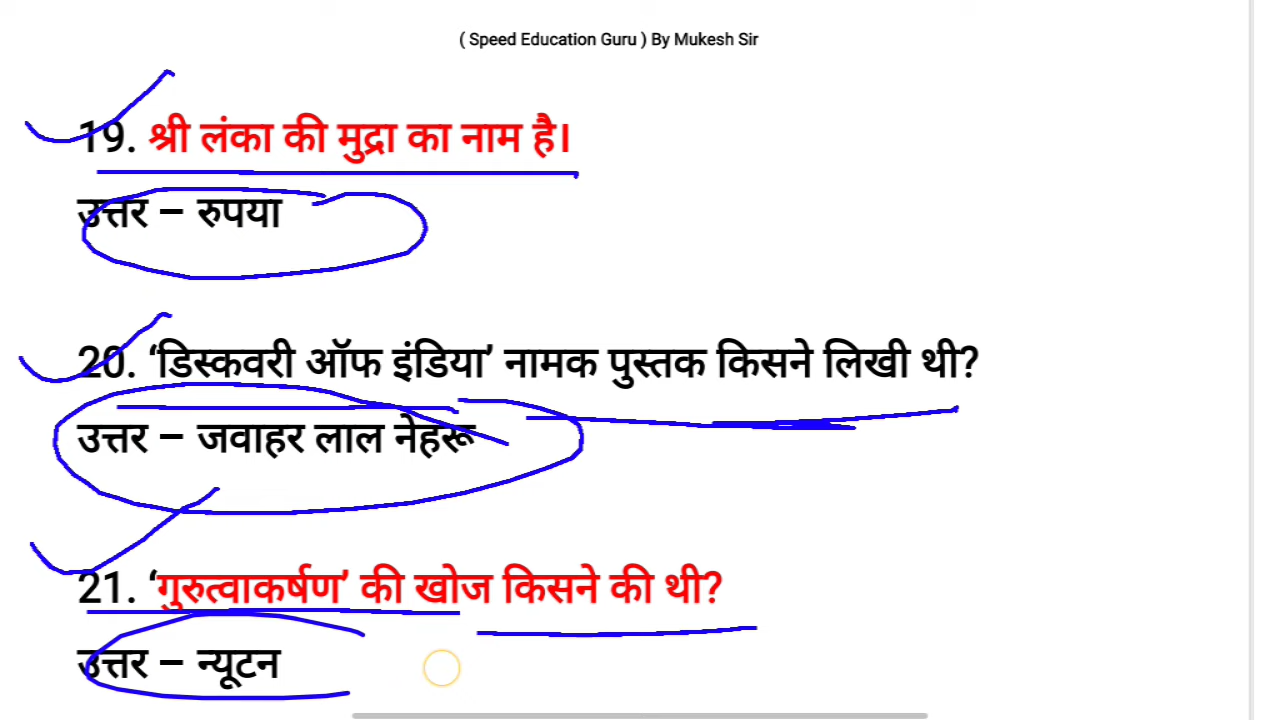 ( Speed Education Guru ) By Mukesh Sir
19. श्री लंका की मुद्रा का नाम है।
उत्तर – रुपया
20. ‘डिस्कवरी ऑफ इंडिया’ नामक पुस्तक किसने लिखी थी?
उत्तर – जवाहर लाल नेहरू
21. ‘गुरुत्वाकर्षण’ की खोज किसने की थी?
उत्तर – न्यूटन